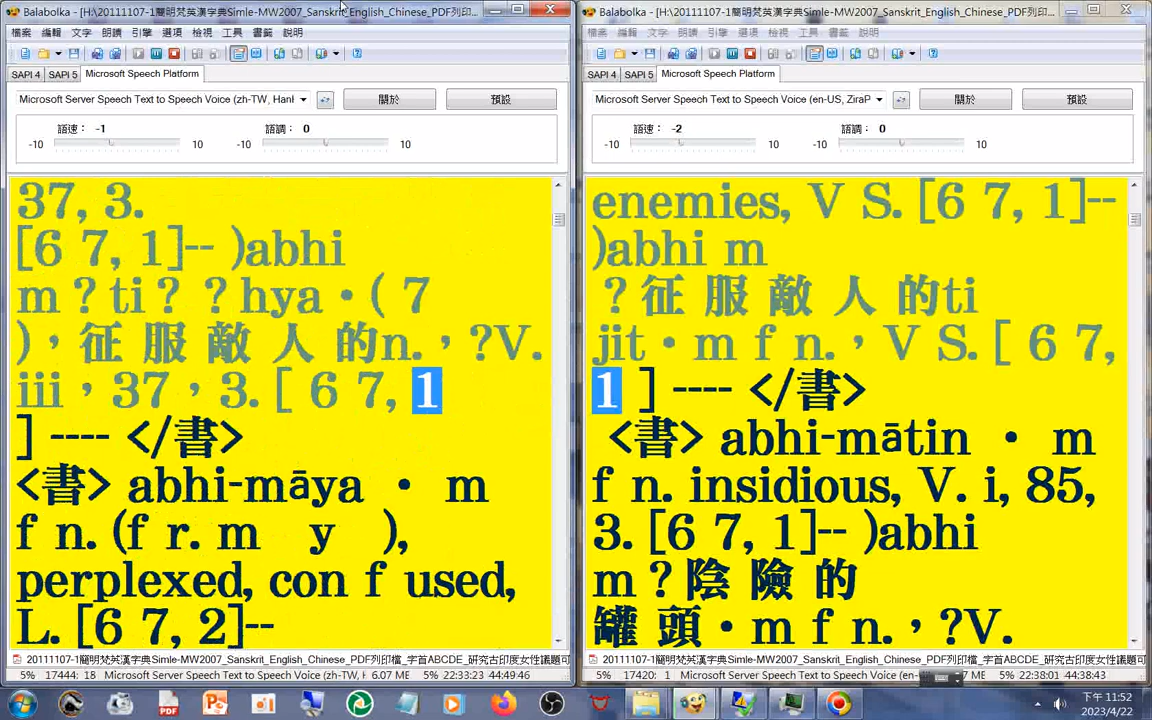 Balabolka - [H:\20111107-1簡明梵英漢字典Simle-MW2007_Sanskrit_English_Chinese_PDF列印...
檔案 編輯 文字 朗讀 引擎 選項 檢視 工具 書籤 說明
SAPI 4 SAPI 5 Microsoft Speech Platform
Microsoft Server Speech Text to Speech Voice (zh-TW, Hanl
關於 預設
語速: -1 語調: 0
-10 10 -10 10
37, 3.
[6 7, 1]-- )abhi
m?ti??hya·( 7
),征服敵人的n.,?V.
iii,37,3. [ 6 7, 1
] ---- </書>
<書> abhi-māya · m
f n. (f r. m y ),
perplexed, con f used,
L. [6 7, 2]--
20111107-1簡明梵英漢字典Simle-MW2007_Sanskrit_English_Chinese_PDF列印檔_字首ABCDE_研究古印度女性議題可
5% 17444: 18 Microsoft Server Speech Text to Speech Voice (zh-TW, H 6.07 ME 5% 22:33:23 44:49:46
Balabolka - [H:\20111107-1簡明梵英漢字典Simle-MW2007_Sanskrit_English_Chinese_PDF列印...
檔案 編輯 文字 朗讀 引擎 選項 檢視 工具 書籤 說明
SAPI 4 SAPI 5 Microsoft Speech Platform
Microsoft Server Speech Text to Speech Voice (en-US, ZiraP
關於 預設
語速: -2 語調: 0
-10 10 -10 10
enemies, V S. [6 7, 1]--
)abhi m
?征服敵人的ti
jit·m f n.,V S. [ 6 7,
1 ] ---- </書>
<書> abhi-mātin · m
f n. insidious, V. i, 85,
3. [6 7, 1]-- )abhi
m?陰險的
罐頭·m f n.,?V.
20111107-1簡明梵英漢字典Simle-MW2007_Sanskrit_English_Chinese_PDF列印檔_字首ABCDE_研究古印度女性議題可
5% 17420: 1 Microsoft Server Speech Text to Speech Voice (en-us 5% 22:38:01 44:38:43
下午 11:52
2023/4/22